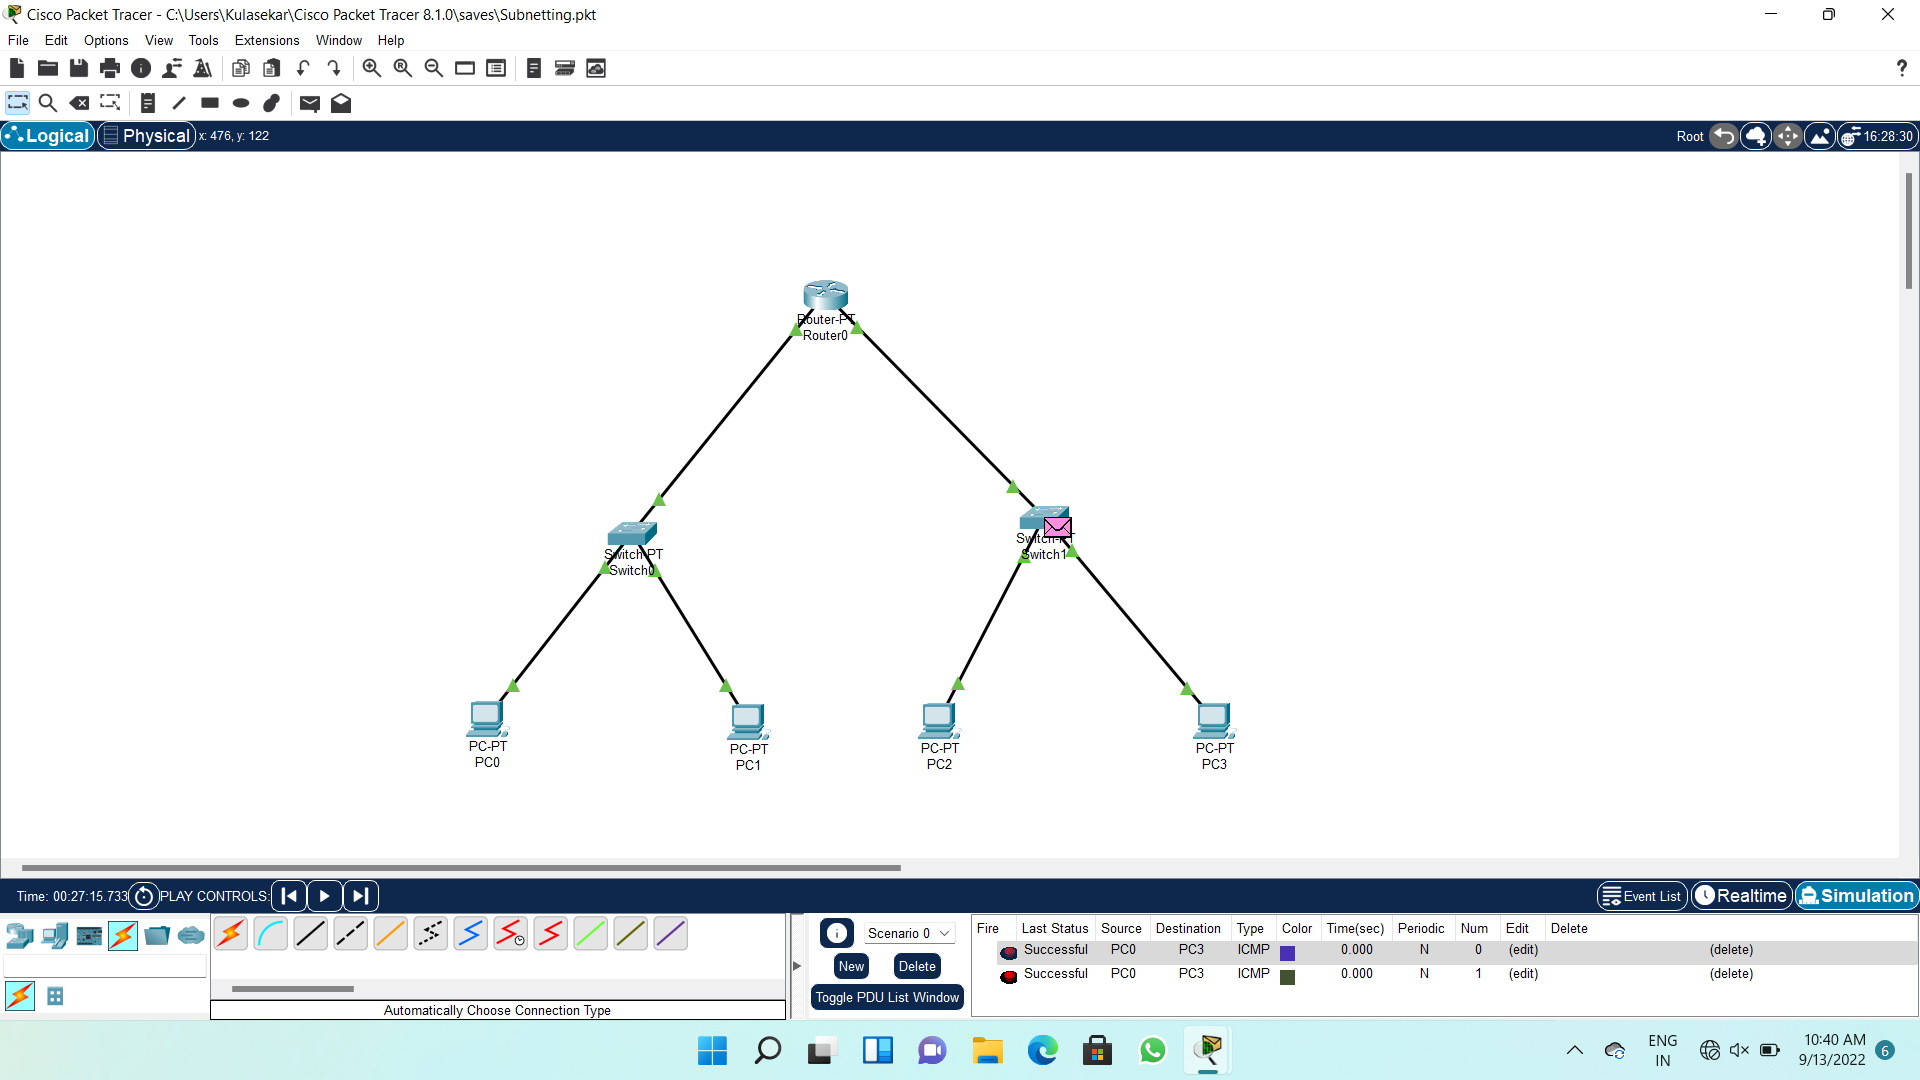 Cisco Packet Tracer - C:\Users\Kulasekar\Cisco Packet Tracer 8.1.0\saves\Subnetting.pkt
File Edit Options View Tools Extensions Window Help
?
Logical Physical x: 476, y: 122 Root 16:28:30
Router-PT
Router0
Switch-PT
Switch0
Switch-PT
Switch1
PC-PT
PC0
PC-PT
PC1
PC-PT
PC2
PC-PT
PC3
Time: 00:27:15.733 PLAY CONTROLS: Event List Realtime Simulation
Scenario 0
New Delete
Toggle PDU List Window
Automatically Choose Connection Type
Fire Last Status Source Destination Type Color Time(sec) Periodic Num Edit Delete
Successful PC0 PC3 ICMP 0.000 N 0 (edit) (delete)
Successful PC0 PC3 ICMP 0.000 N 1 (edit) (delete)
ENG
IN
10:40 AM
9/13/2022
6